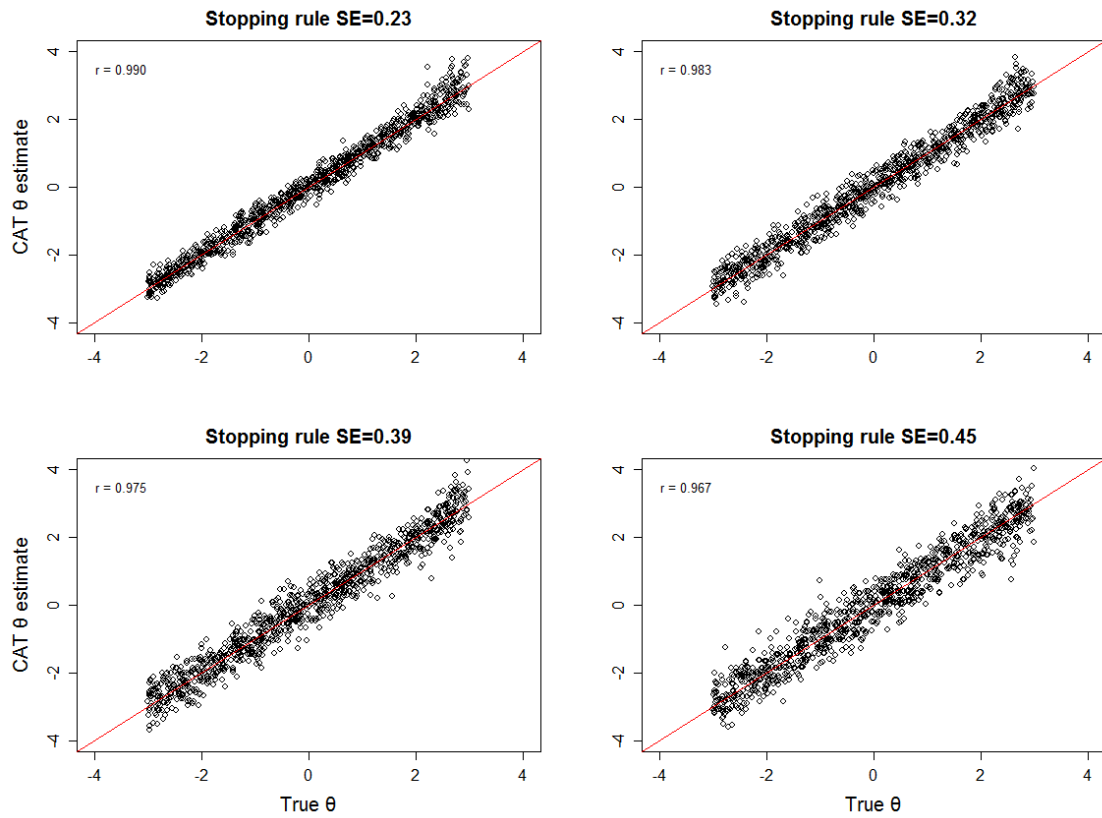 Stopping rule SE=0.23
r = 0.990
CAT θ estimate
4
2
0
-2
-4
-4 -2 0 2 4
Stopping rule SE=0.32
r = 0.983
4
2
0
-2
-4
-4 -2 0 2 4
Stopping rule SE=0.39
r = 0.975
CAT θ estimate
4
2
0
-2
-4
-4 -2 0 2 4
True θ
Stopping rule SE=0.45
r = 0.967
4
2
0
-2
-4
-4 -2 0 2 4
True θ